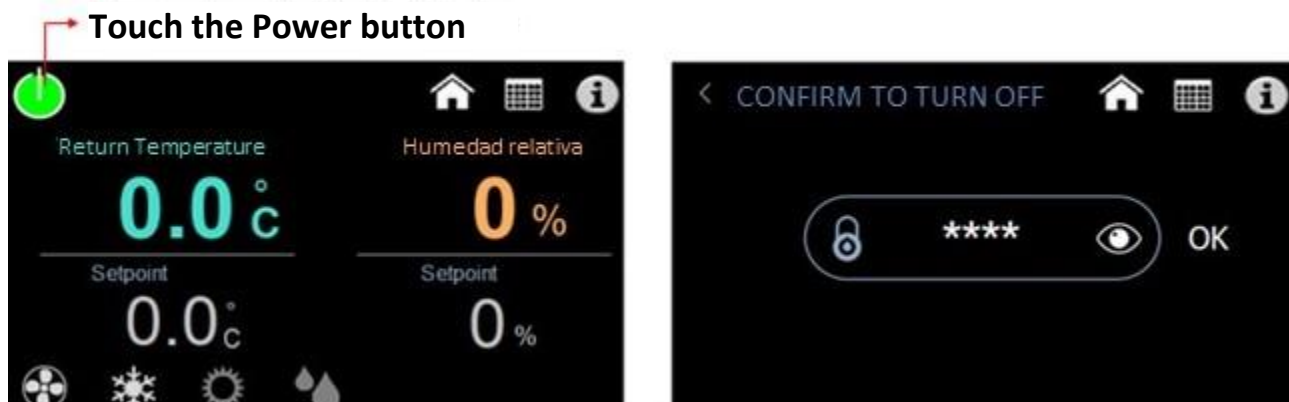 Touch the Power button
Return Temperature
0.0 °C
Setpoint
0.0 °C
Humedad relativa
0 %
Setpoint
0 %
< CONFIRM TO TURN OFF
**** OK